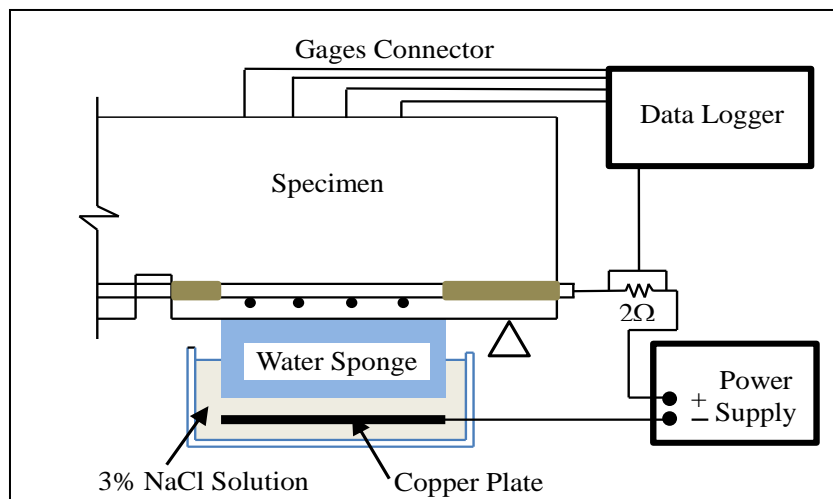 Gages Connector
Data Logger
Specimen
2Ω
Water Sponge
Power
Supply
+
−
3% NaCl Solution
Copper Plate